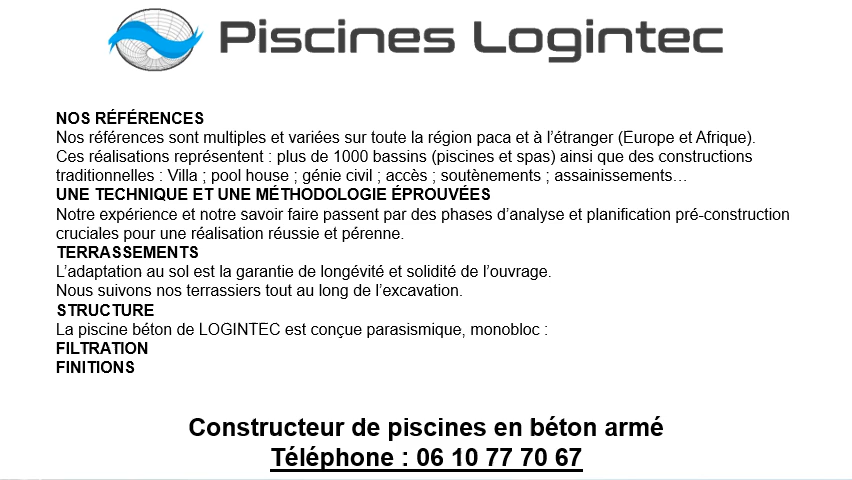 Piscines Logintec
NOS RÉFÉRENCES
Nos références sont multiples et variées sur toute la région paca et à l’étranger (Europe et Afrique).
Ces réalisations représentent : plus de 1000 bassins (piscines et spas) ainsi que des constructions
traditionnelles : Villa ; pool house ; génie civil ; accès ; soutènements ; assainissements…
UNE TECHNIQUE ET UNE MÉTHODOLOGIE ÉPROUVÉES
Notre expérience et notre savoir faire passent par des phases d’analyse et planification pré-construction
cruciales pour une réalisation réussie et pérenne.
TERRASSEMENTS
L’adaptation au sol est la garantie de longévité et solidité de l’ouvrage.
Nous suivons nos terrassiers tout au long de l’excavation.
STRUCTURE
La piscine béton de LOGINTEC est conçue parasismique, monobloc :
FILTRATION
FINITIONS
Constructeur de piscines en béton armé
Téléphone : 06 10 77 70 67